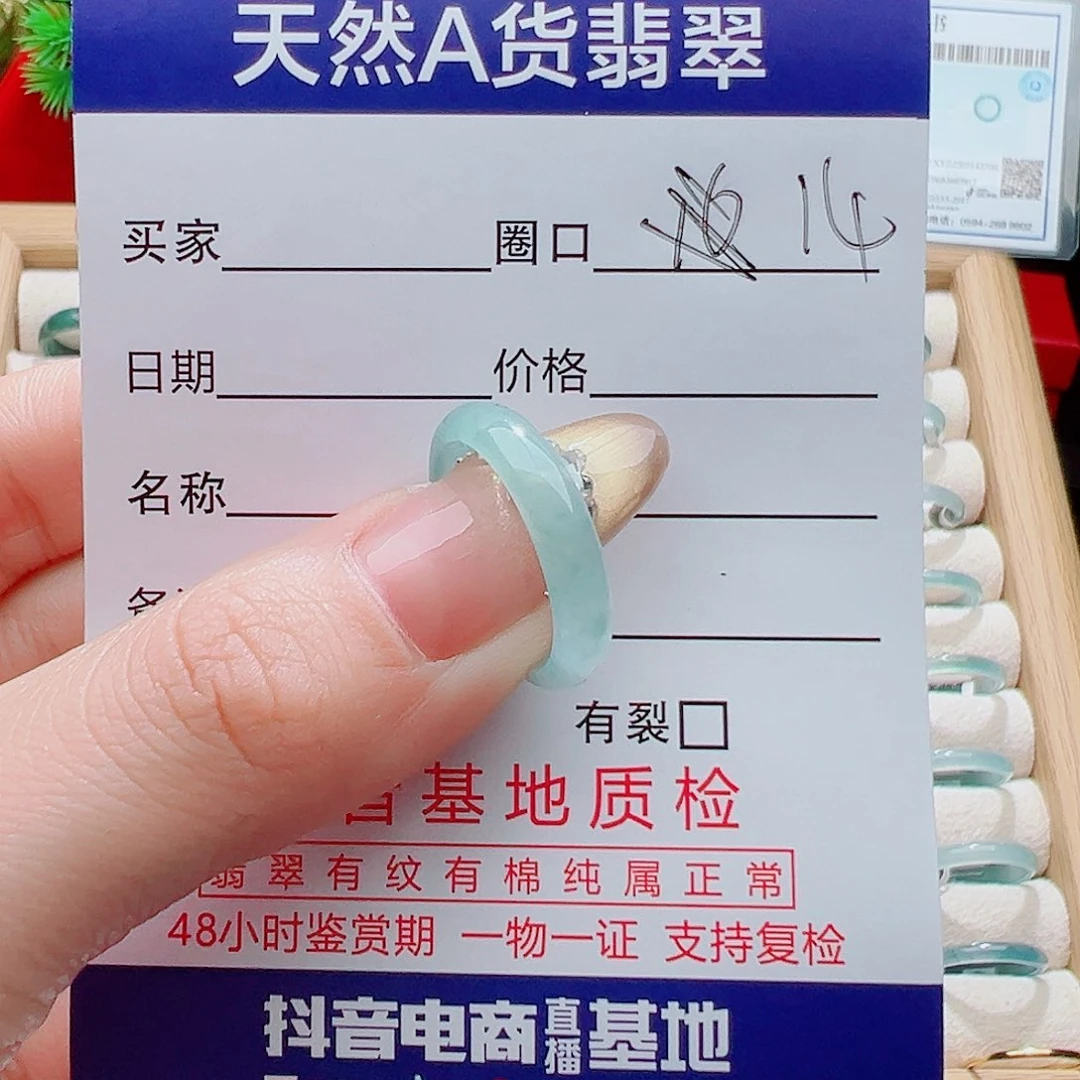 天然A货翡翠
买家 圈口 14
日期 价格
名称
有裂
基地质检
翡翠有纹有棉纯属正常
48小时鉴赏期 一物一证 支持复检
抖音电商直播基地